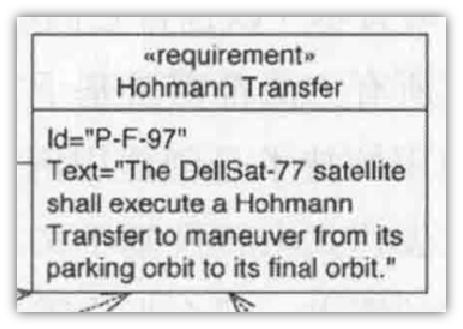 «requirement»
Hohmann Transfer
Id="P-F-97"
Text="The DellSat-77 satellite
shall execute a Hohmann
Transfer to maneuver from its
parking orbit to its final orbit."